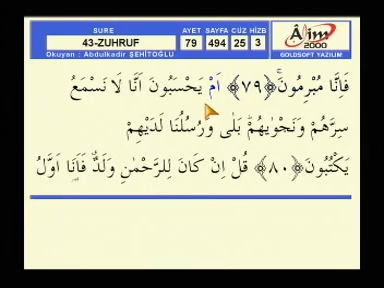 SURE AYET SAYFA CÜZ HİZB
43-ZUHRUF 79 494 25 3
Okuyan : Abdulkadir ŞEHİTOĞLU
Âlim 2000
GOLDSOFT YAZILIM
فَاِنَّا مُبْرِمُونَۚ ﴿٧٩﴾ اَمْ يَحْسَبُونَ اَنَّا لَا نَسْمَعُ
سِرَّهُمْ وَنَجْوٰيهُمْۜ بَلٰى وَرُسُلُنَا لَدَيْهِمْ
يَكْتُبُونَ ﴿٨٠﴾ قُلْ اِنْ كَانَ لِلرَّحْمٰنِ وَلَدٌۗ فَاَنَا۬ اَوَّلُ